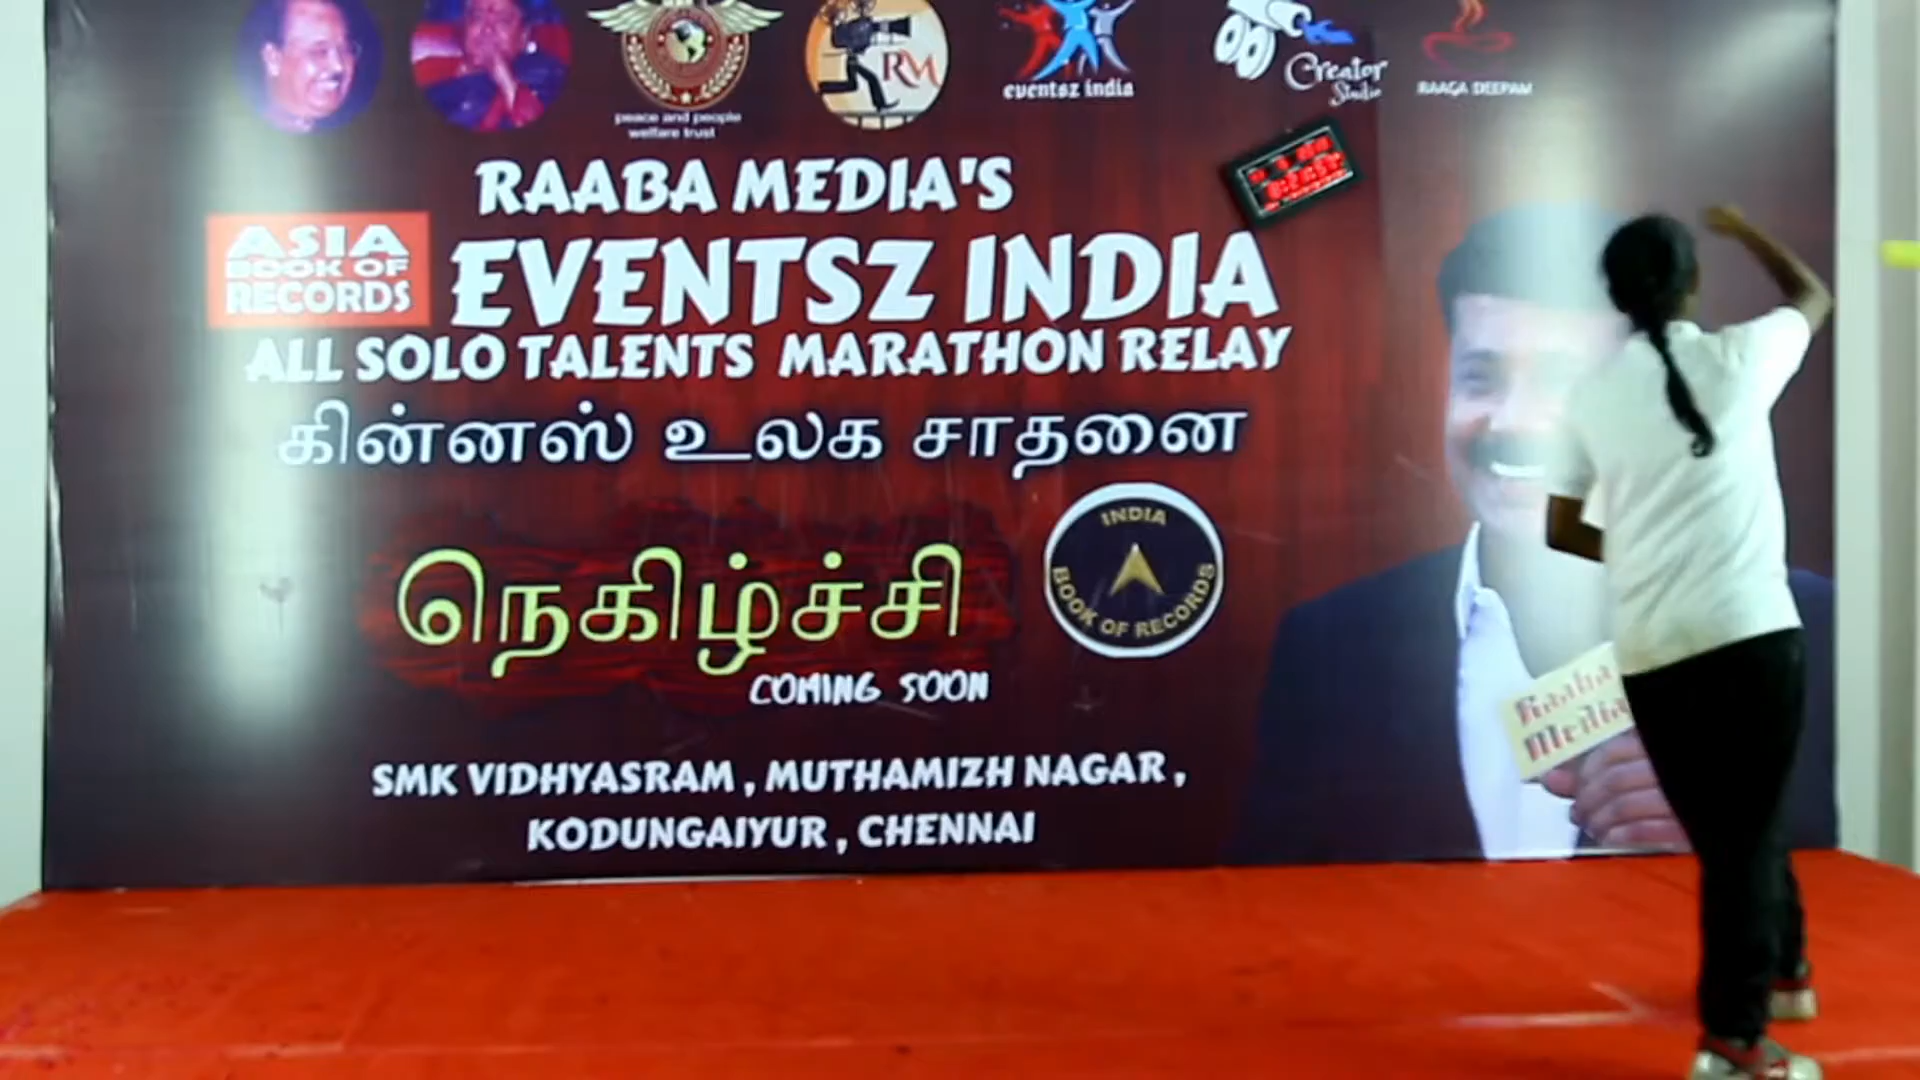 peace and people
welfare trust
RM
eventsz india
Creator
Studio
RAAGA DEEPAM
RAABA MEDIA'S
ASIA
BOOK OF
RECORDS
EVENTSZ INDIA
ALL SOLO TALENTS MARATHON RELAY
கின்னஸ் உலக சாதனை
நெகிழ்ச்சி
COMING SOON
INDIA
BOOK OF RECORDS
Raaba
Media
SMK VIDHYASRAM , MUTHAMIZH NAGAR ,
KODUNGAIYUR , CHENNAI